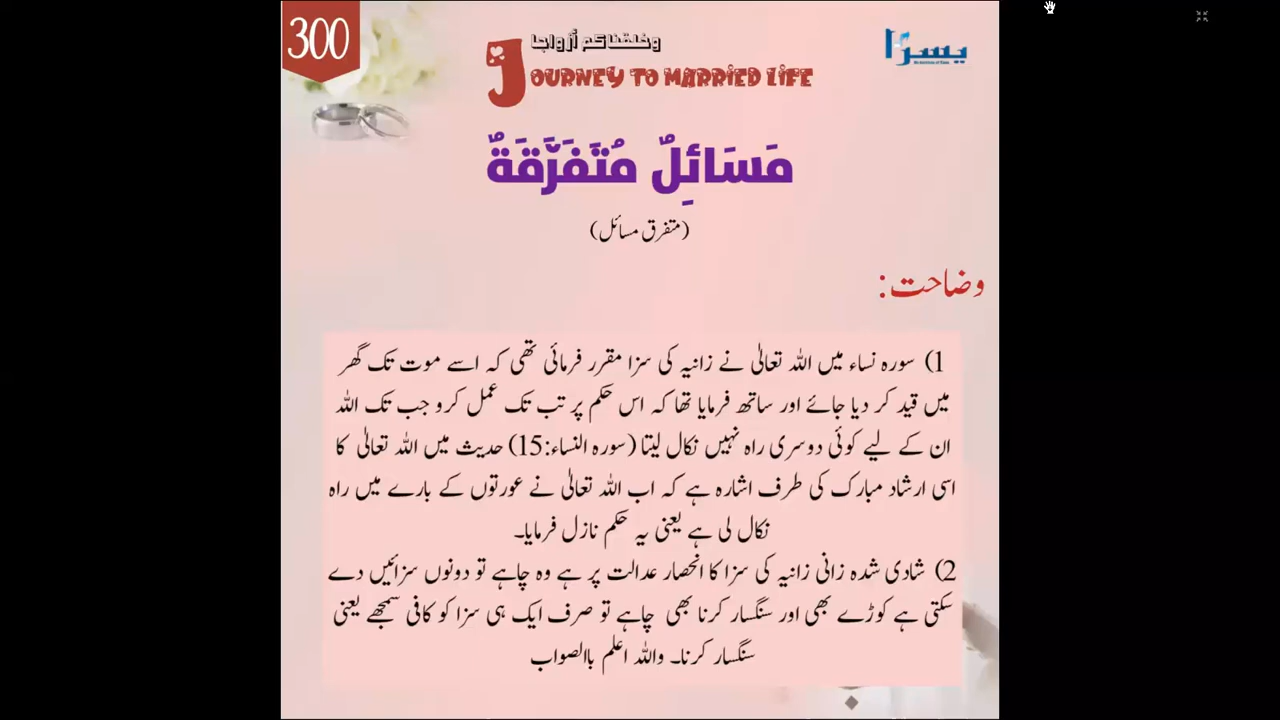 300
وخلقناكم أزواجا
JOURNEY TO MARRIED LIFE
يسرا
مَسَائِلٌ مُتَفَرَّقَةٌ
(متفرق مسائل)
وضاحت:
1) سورہ نساء میں اللہ تعالیٰ نے زانیہ کی سزا مقرر فرمائی تھی کہ اسے موت تک گھر
میں قید کر دیا جائے اور ساتھ فرمایا تھا کہ اس حکم پر تب تک عمل کرو جب تک اللہ
ان کے لیے کوئی دوسری راہ نہیں نکال لیتا (سورہ النساء:15) حدیث میں اللہ تعالیٰ کا
اسی ارشاد مبارک کی طرف اشارہ ہے کہ اب اللہ تعالیٰ نے عورتوں کے بارے میں راہ
نکال لی ہے یعنی یہ حکم نازل فرمایا۔
2) شادی شدہ زانی زانیہ کی سزا کا انحصار عدالت پر ہے وہ چاہے تو دونوں سزائیں دے
سکتی ہے کوڑے بھی اور سنگسار کرنا بھی چاہے تو صرف ایک ہی سزا کو کافی سمجھے یعنی
سنگسار کرنا۔ واللہ اعلم باالصواب